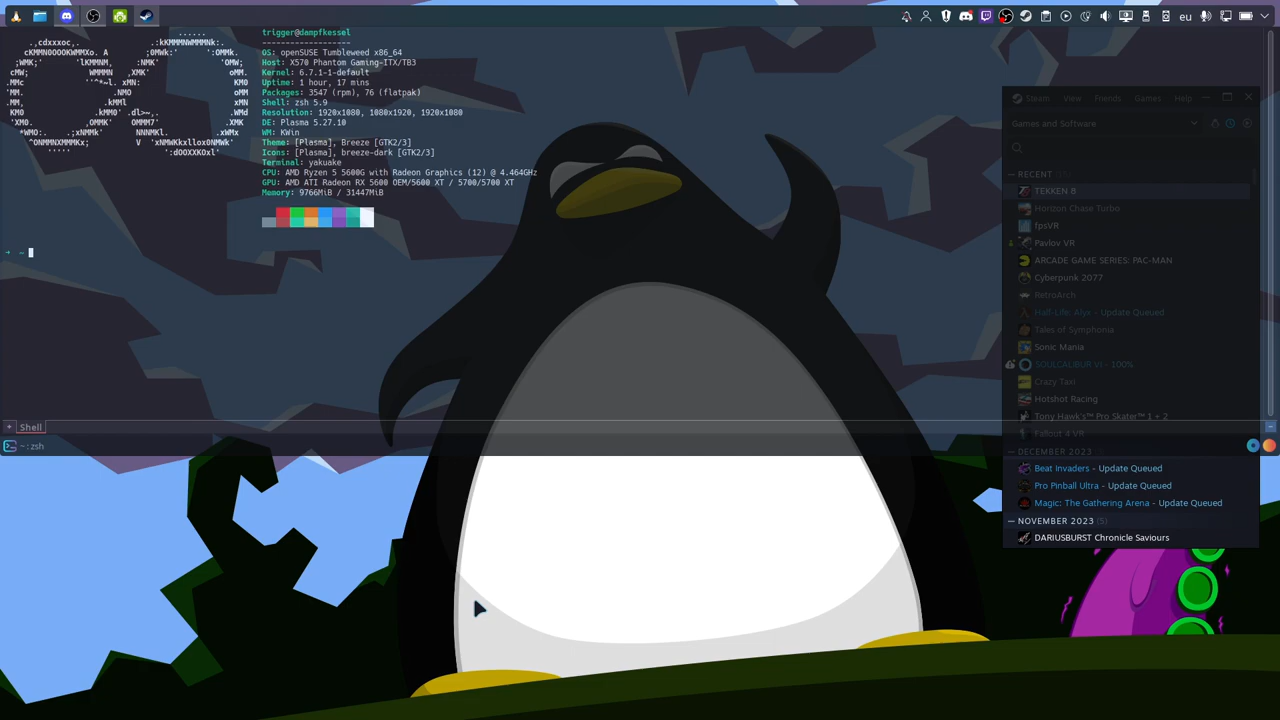 eu
trigger@dampfkessel
-------------------
OS: openSUSE Tumbleweed x86_64
Host: X570 Phantom Gaming-ITX/TB3
Kernel: 6.7.1-1-default
Uptime: 1 hour, 17 mins
Packages: 3547 (rpm), 76 (flatpak)
Shell: zsh 5.9
Resolution: 1920x1080, 1080x1920, 1920x1080
DE: Plasma 5.27.10
WM: KWin
Theme: [Plasma], Breeze [GTK2/3]
Icons: [Plasma], breeze-dark [GTK2/3]
Terminal: yakuake
CPU: AMD Ryzen 5 5600G with Radeon Graphics (12) @ 4.464GHz
GPU: AMD ATI Radeon RX 5600 OEM/5600 XT / 5700/5700 XT
Memory: 9766MiB / 31447MiB
➜ ~
Shell
~ : zsh
Steam View Friends Games Help
Games and Software
— RECENT
TEKKEN 8
Horizon Chase Turbo
fpsVR
Pavlov VR
ARCADE GAME SERIES: PAC-MAN
Cyberpunk 2077
RetroArch
Half-Life: Alyx - Update Queued
Tales of Symphonia
Sonic Mania
SOULCALIBUR VI - 100%
Crazy Taxi
Hotshot Racing
Tony Hawk's™ Pro Skater™ 1 + 2
Fallout 4 VR
— DECEMBER 2023
Beat Invaders - Update Queued
Pro Pinball Ultra - Update Queued
Magic: The Gathering Arena - Update Queued
— NOVEMBER 2023 (5)
DARIUSBURST Chronicle Saviours